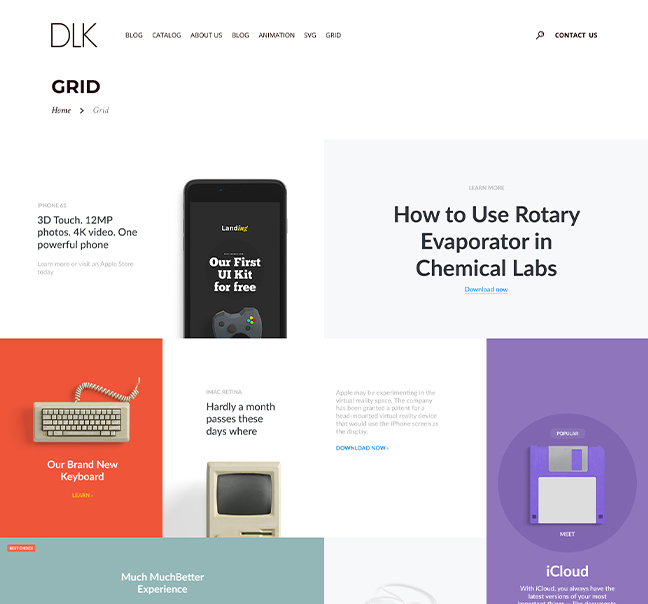 DLK
BLOG CATALOG ABOUT US BLOG ANIMATION SVG GRID
CONTACT US
GRID
Home > Grid
IPHONE 6S
3D Touch. 12MP
photos. 4K video. One
powerful phone
Learn more or visit an Apple Store
today
Landing
Our First
UI Kit
for free
LEARN MORE
How to Use Rotary
Evaporator in
Chemical Labs
Download now
Our Brand New
Keyboard
LEARN ›
IMAC RETINA
Hardly a month
passes these
days where
Apple may be experimenting in the
virtual reality space. The company
has been granted a patent for a
head-mounted virtual reality device
that would use the iPhone screen as
the display.
DOWNLOAD NOW ›
POPULAR
MEET
iCloud
With iCloud, you always have the
latest versions of your most
important things — like documents,
BEST CHOICE
Much MuchBetter
Experience